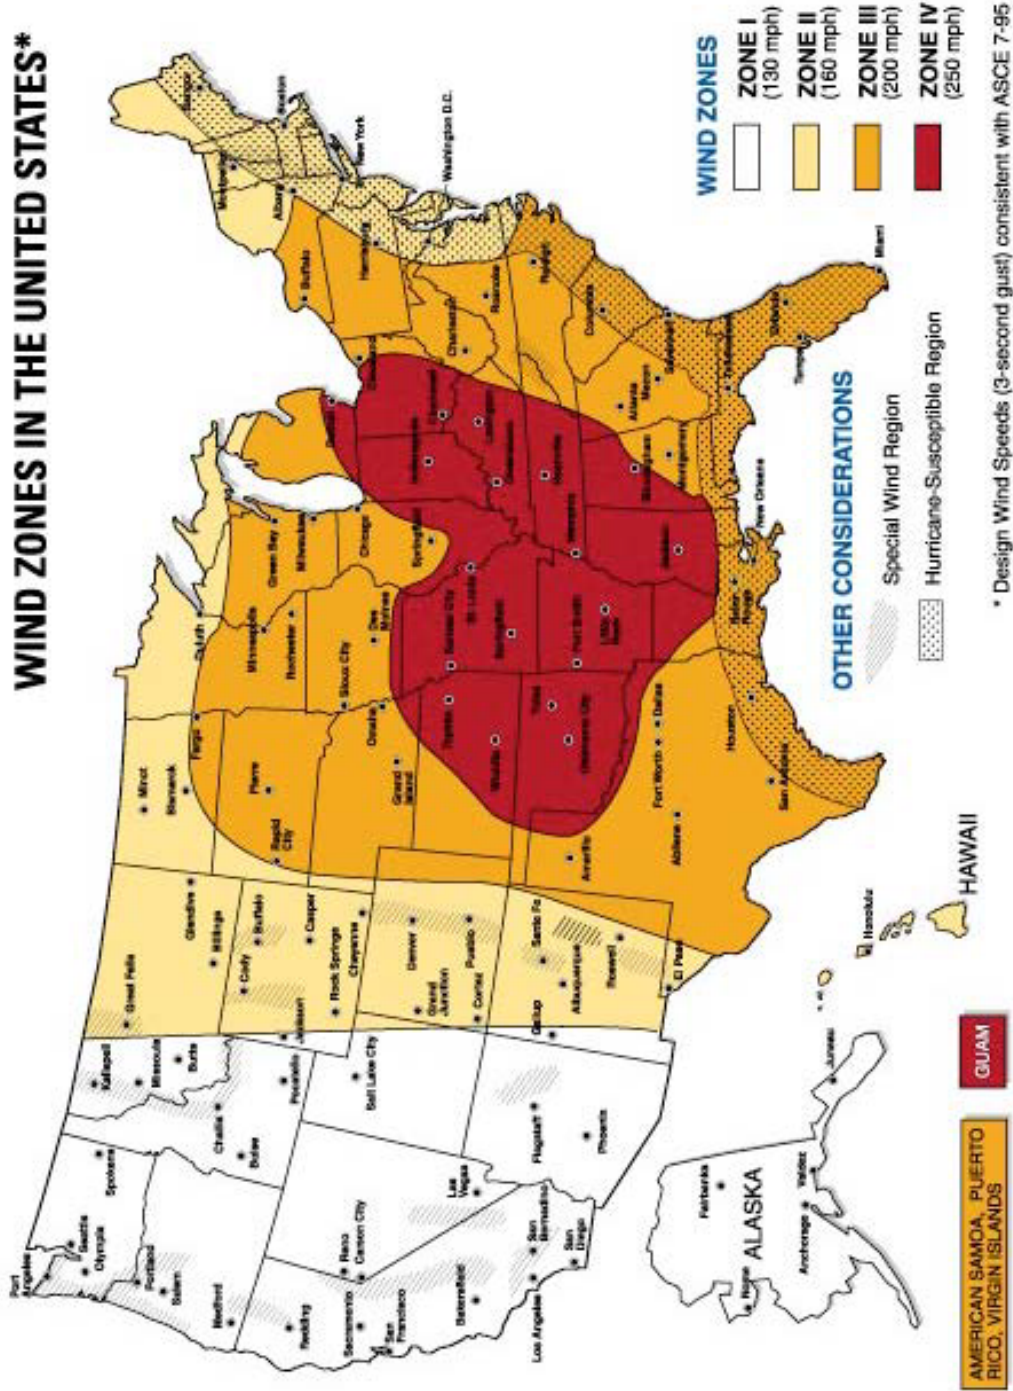 WIND ZONES IN THE UNITED STATES*
Port
Angeles
Seattle
Olympia
Spokane
Portland
Salem
Medford
Kalispell
Missoula
Butte
Great Falls
Glendive
Billings
Minot
Bismarck
Fargo
Duluth
Challis
Boise
Pocatello
Jackson
Cody
Buffalo
Casper
Rock Springs
Cheyenne
Rapid
City
Pierre
Minneapolis
Rochester
Green Bay
Milwaukee
Sioux City
Des
Moines
Omaha
Grand
Island
Chicago
Springfield
Redding
Reno
Carson City
Sacramento
San
Francisco
Bakersfield
Las
Vegas
Los Angeles
San
Bernardino
San
Diego
Salt Lake City
Grand
Junction
Denver
Pueblo
Cortez
Flagstaff
Phoenix
Gallup
Santa Fe
Albuquerque
Roswell
El Paso
Topeka
Wichita
Kansas City
St. Louis
Springfield
Tulsa
Oklahoma City
Fort Smith
Little
Rock
Amarillo
Fort Worth
Dallas
Abilene
Houston
San Antonio
Baton
Rouge
New Orleans
Jackson
Memphis
Nashville
Birmingham
Montgomery
Atlanta
Macon
Savannah
Columbia
Raleigh
Roanoke
Charleston
Cleveland
Buffalo
Harrisburg
Albany
Boston
New York
Washington D.C.
Tallahassee
Orlando
Tampa
Miami
Fairbanks
Nome
ALASKA
Anchorage
Valdez
Juneau
Honolulu
HAWAII
AMERICAN SAMOA, PUERTO
RICO, VIRGIN ISLANDS
GUAM
OTHER CONSIDERATIONS
Special Wind Region
Hurricane-Susceptible Region
WIND ZONES
ZONE I
(130 mph)
ZONE II
(160 mph)
ZONE III
(200 mph)
ZONE IV
(250 mph)
* Design Wind Speeds (3-second gust) consistent with ASCE 7-95